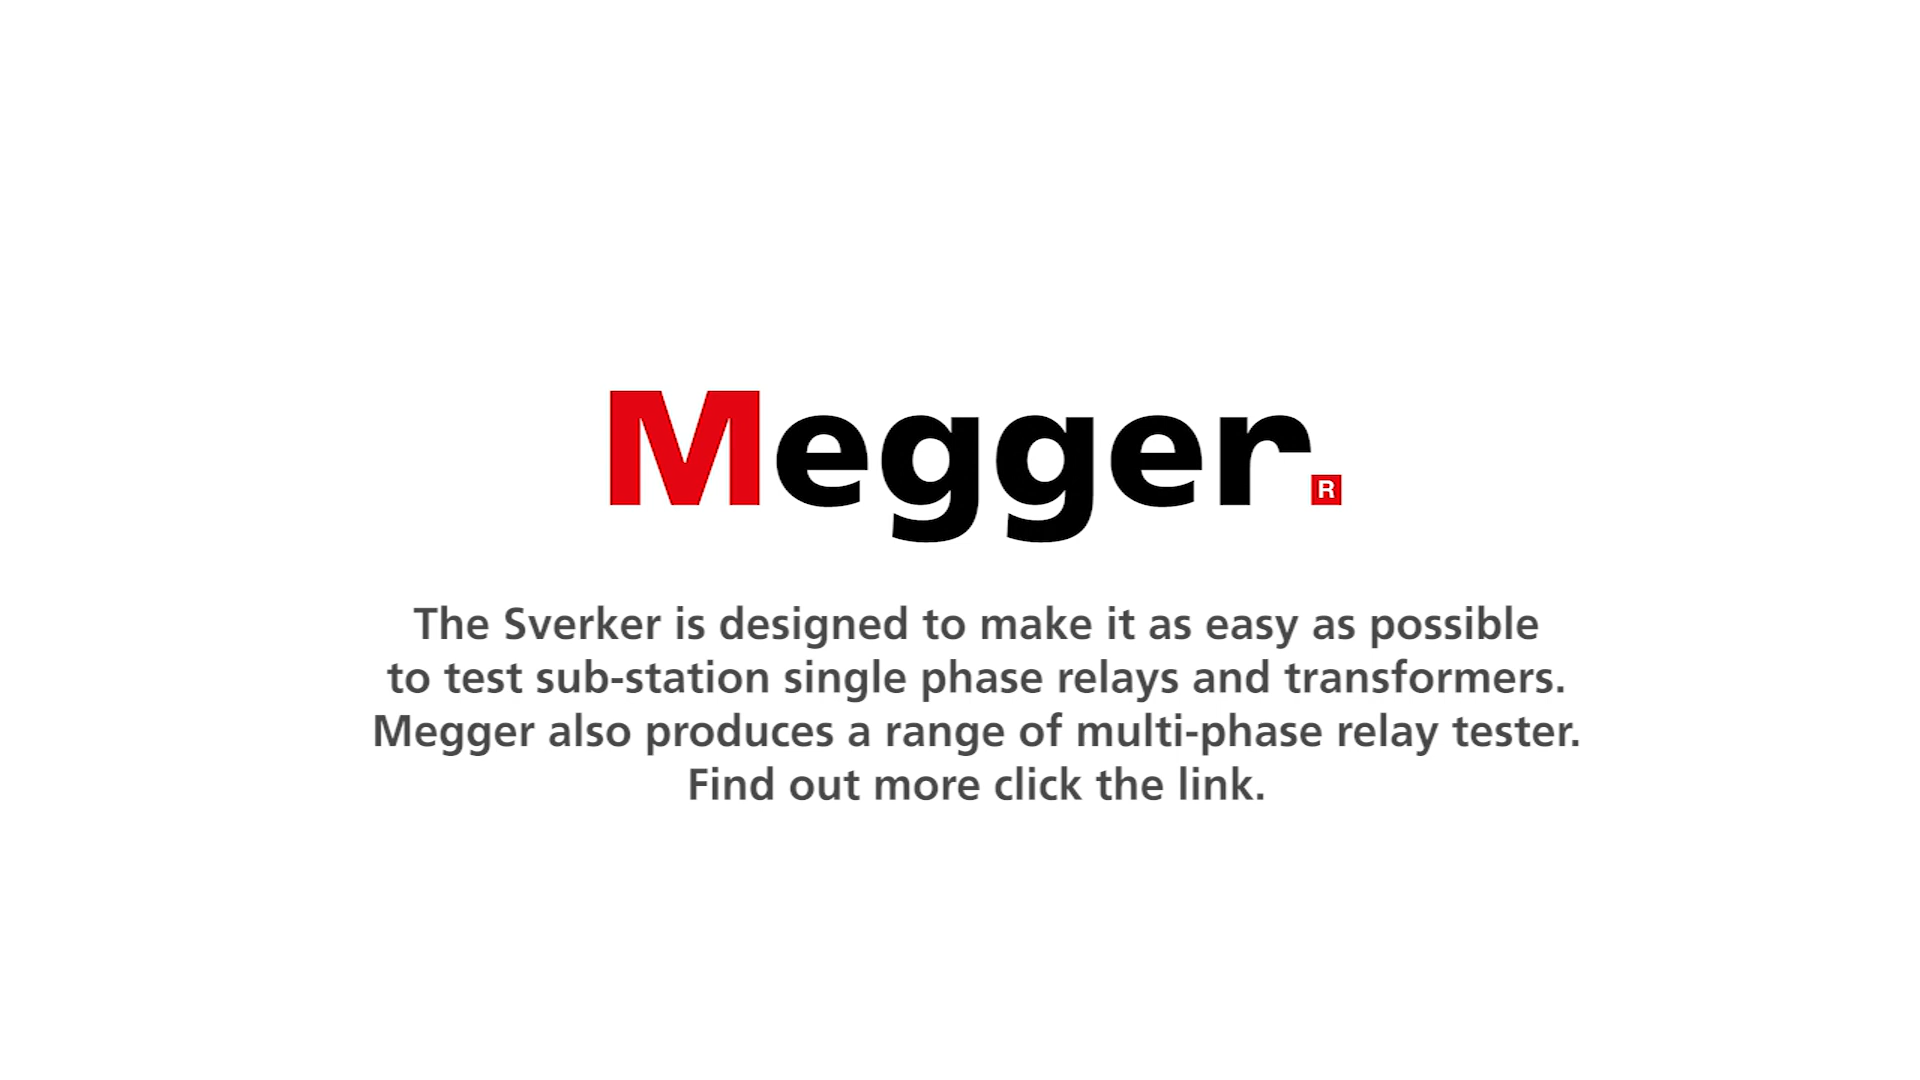 Megger R
The Sverker is designed to make it as easy as possible
to test sub-station single phase relays and transformers.
Megger also produces a range of multi-phase relay tester.
Find out more click the link.